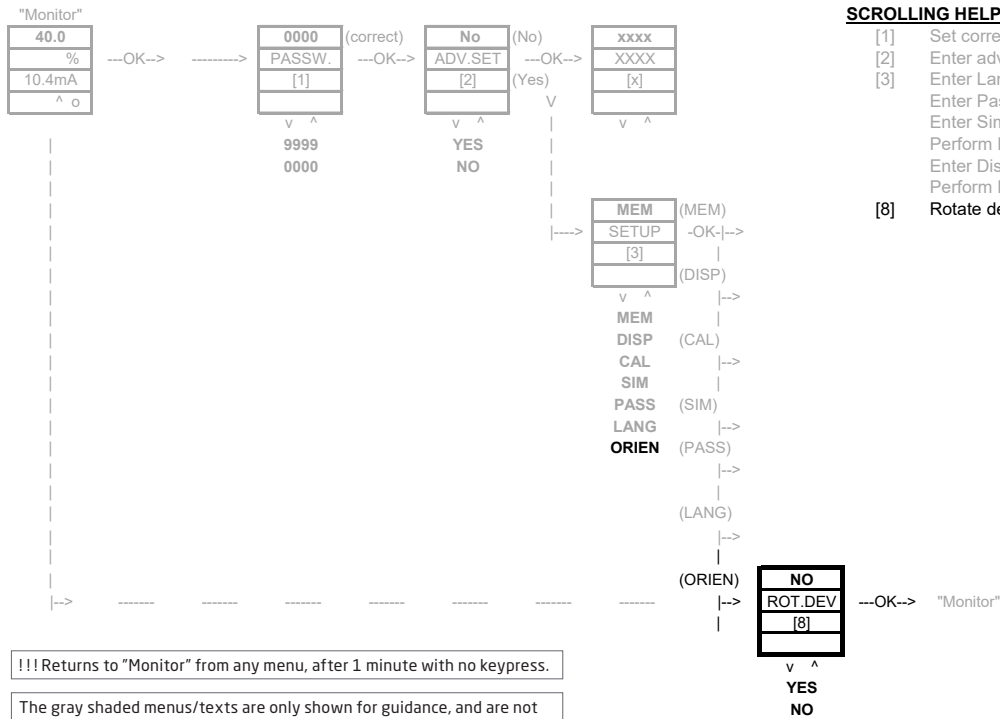 "Monitor"
SCROLLING HELP
40.0 0000 (correct) No (No) xxxx [1] Set corre
% ---OK--> ---------> PASSW. ---OK--> ADV.SET ---OK--> XXXX [2] Enter adv
10.4mA [1] [2] (Yes) [x] [3] Enter Lan
^ o V Enter Pas
v ^ v ^ | v ^ Enter Sim
| 9999 YES | Perform
| 0000 NO | Enter Dis
| | Perform
| | MEM (MEM) [8] Rotate de
| |----> SETUP -OK-|-->
| [3] |
| (DISP)
| v ^ |-->
| MEM |
| DISP (CAL)
| CAL |-->
| SIM |
| PASS (SIM)
| LANG |-->
| ORIEN (PASS)
| |-->
| |
| (LANG)
| |-->
| |
| (ORIEN) NO
|--> ------- ------- ------- ------- ------- ------- ------- |--> ROT.DEV ---OK--> "Monitor"
| [8]
!!! Returns to "Monitor" from any menu, after 1 minute with no keypress.
v ^
YES
The gray shaded menus/texts are only shown for guidance, and are not
NO